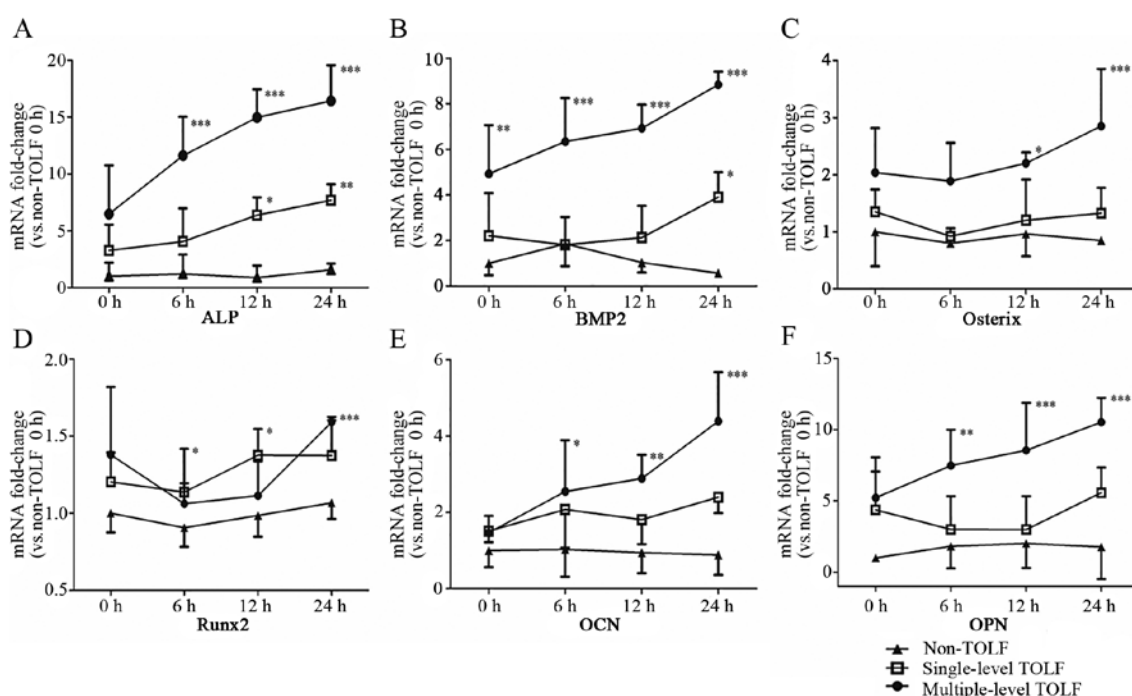 A
mRNA fold-change
(vs.non-TOLF 0 h)
20
15
10
5
0
***
***
***
*
**
0 h
6 h
12 h
24 h
ALP
B
mRNA fold-change
(vs.non-TOLF 0 h)
10
8
6
4
2
0
**
***
***
***
*
0 h
6 h
12 h
24 h
BMP2
C
mRNA fold-change
(vs.non-TOLF 0 h)
4
3
2
1
0
*
***
0 h
6 h
12 h
24 h
Osterix
D
mRNA fold-change
(vs.non-TOLF 0 h)
2.0
1.5
1.0
0.5
*
*
***
0 h
6 h
12 h
24 h
Runx2
E
mRNA fold-change
(vs.non-TOLF 0 h)
6
4
2
0
*
**
***
0 h
6 h
12 h
24 h
OCN
F
mRNA fold-change
(vs.non-TOLF 0 h)
15
10
5
0
**
***
***
0 h
6 h
12 h
24 h
OPN
Non-TOLF
Single-level TOLF
Multiple-level TOLF